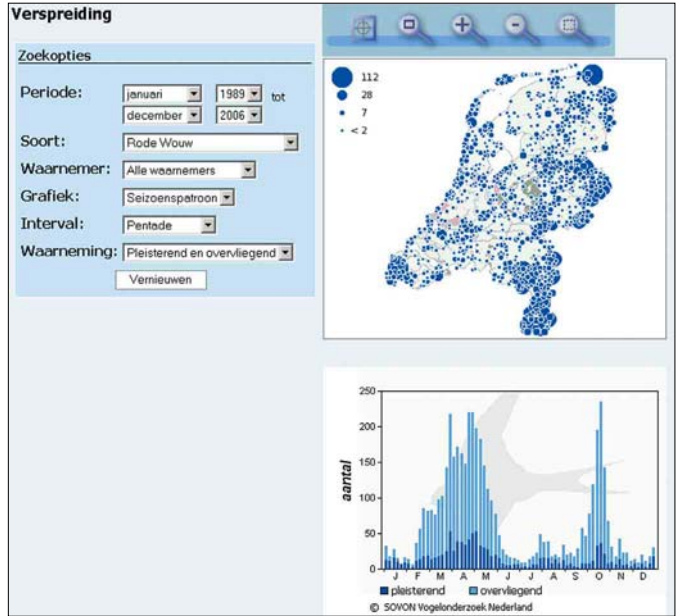 Verspreiding
Zoekopties
Periode: januari 1989 tot
december 2006
Soort: Rode Wouw
Waarnemer: Alle waarnemers
Grafiek: Seizoenspatroon
Interval: Pentade
Waarneming: Pleisterend en overvliegend
Vernieuwen
112
28
7
< 2
250
200
150
100
50
0
aantal
J F M A M J J A S O N D
pleisterend overvliegend
© SOVON Vogelonderzoek Nederland